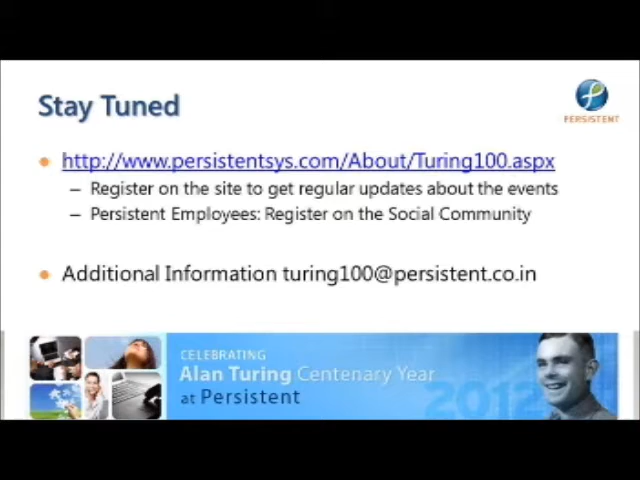 Stay Tuned
PERSISTENT
http://www.persistentsys.com/About/Turing100.aspx
– Register on the site to get regular updates about the events
– Persistent Employees: Register on the Social Community
Additional Information turing100@persistent.co.in
CELEBRATING
Alan Turing Centenary Year
2012
at Persistent